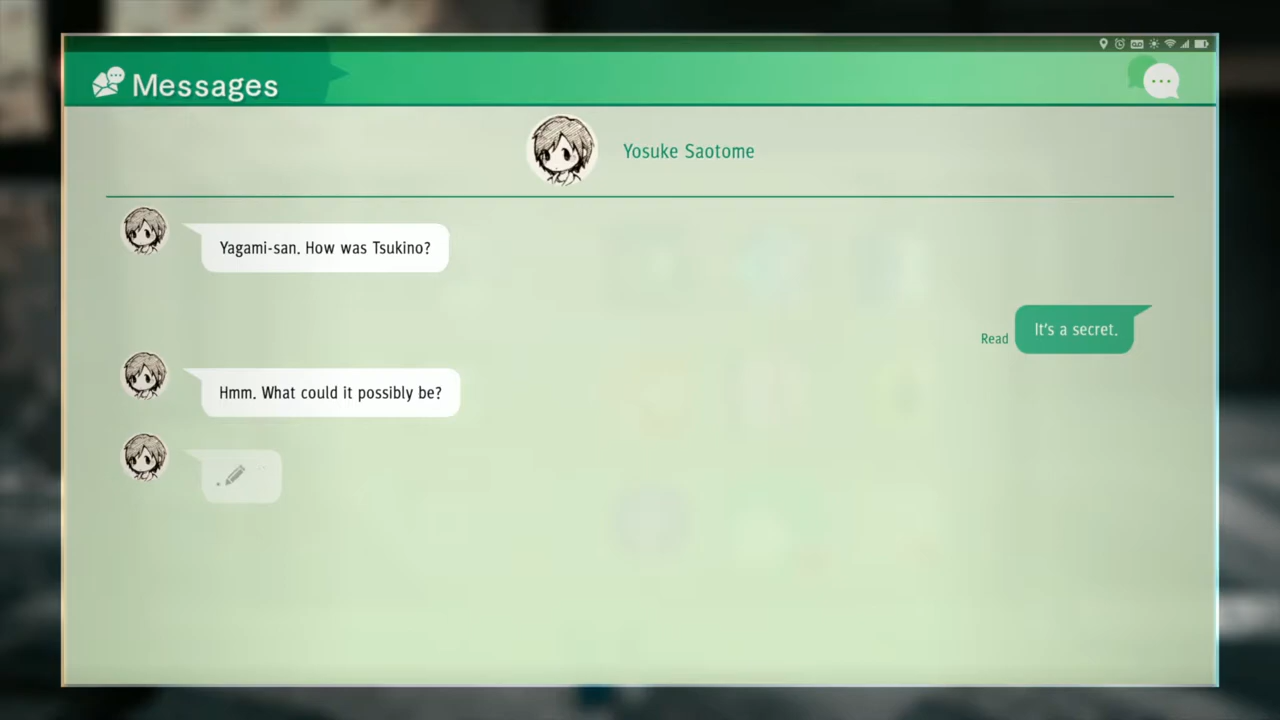 Messages
Yosuke Saotome
Yagami-san. How was Tsukino?
It's a secret.
Read
Hmm. What could it possibly be?